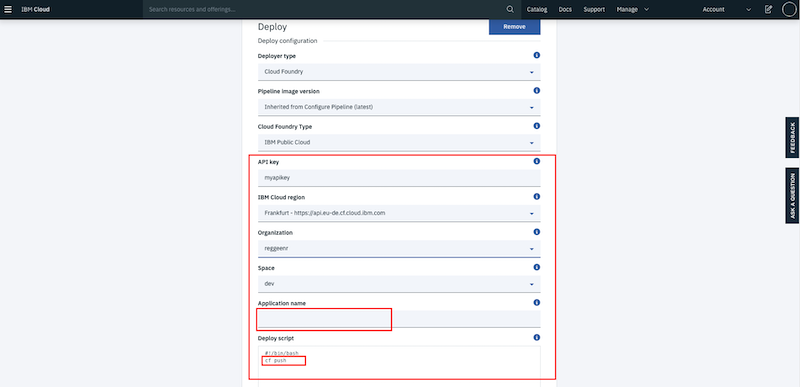 IBM Cloud
Search resources and offerings...
Catalog
Docs
Support
Manage
Account
Deploy
Remove
Deploy configuration
Deployer type
Cloud Foundry
Pipeline image version
Inherited from Configure Pipeline (latest)
Cloud Foundry Type
IBM Public Cloud
API key
myapikey
IBM Cloud region
Frankfurt - https://api.eu-de.cf.cloud.ibm.com
Organization
reggeenr
Space
dev
Application name
Deploy script
#!/bin/bash
cf push
FEEDBACK
ASK A QUESTION